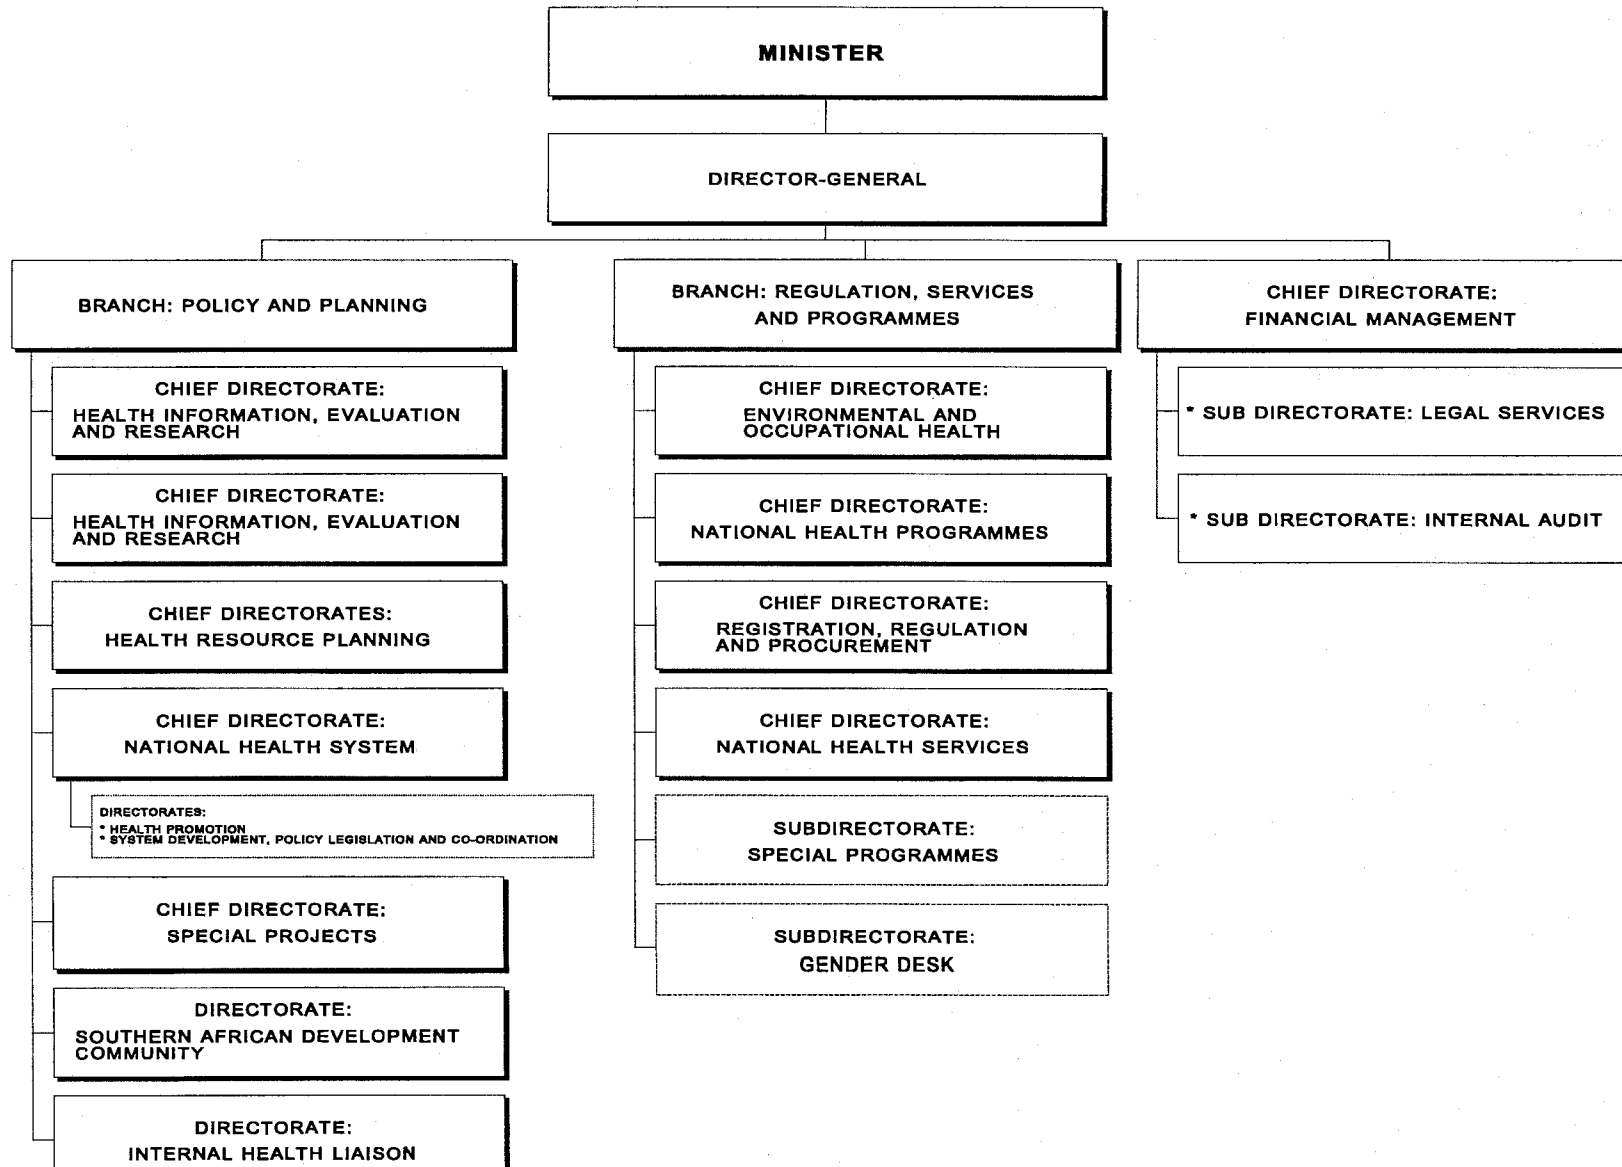 MINISTER
DIRECTOR-GENERAL
BRANCH: POLICY AND PLANNING
CHIEF DIRECTORATE:
HEALTH INFORMATION, EVALUATION
AND RESEARCH
CHIEF DIRECTORATE:
HEALTH INFORMATION, EVALUATION
AND RESEARCH
CHIEF DIRECTORATES:
HEALTH RESOURCE PLANNING
CHIEF DIRECTORATE:
NATIONAL HEALTH SYSTEM
DIRECTORATES:
* HEALTH PROMOTION
* SYSTEM DEVELOPMENT, POLICY LEGISLATION AND CO-ORDINATION
CHIEF DIRECTORATE:
SPECIAL PROJECTS
DIRECTORATE:
SOUTHERN AFRICAN DEVELOPMENT
COMMUNITY
DIRECTORATE:
INTERNAL HEALTH LIAISON
BRANCH: REGULATION, SERVICES
AND PROGRAMMES
CHIEF DIRECTORATE:
ENVIRONMENTAL AND
OCCUPATIONAL HEALTH
CHIEF DIRECTORATE:
NATIONAL HEALTH PROGRAMMES
CHIEF DIRECTORATE:
REGISTRATION, REGULATION
AND PROCUREMENT
CHIEF DIRECTORATE:
NATIONAL HEALTH SERVICES
SUBDIRECTORATE:
SPECIAL PROGRAMMES
SUBDIRECTORATE:
GENDER DESK
CHIEF DIRECTORATE:
FINANCIAL MANAGEMENT
* SUB DIRECTORATE: LEGAL SERVICES
* SUB DIRECTORATE: INTERNAL AUDIT